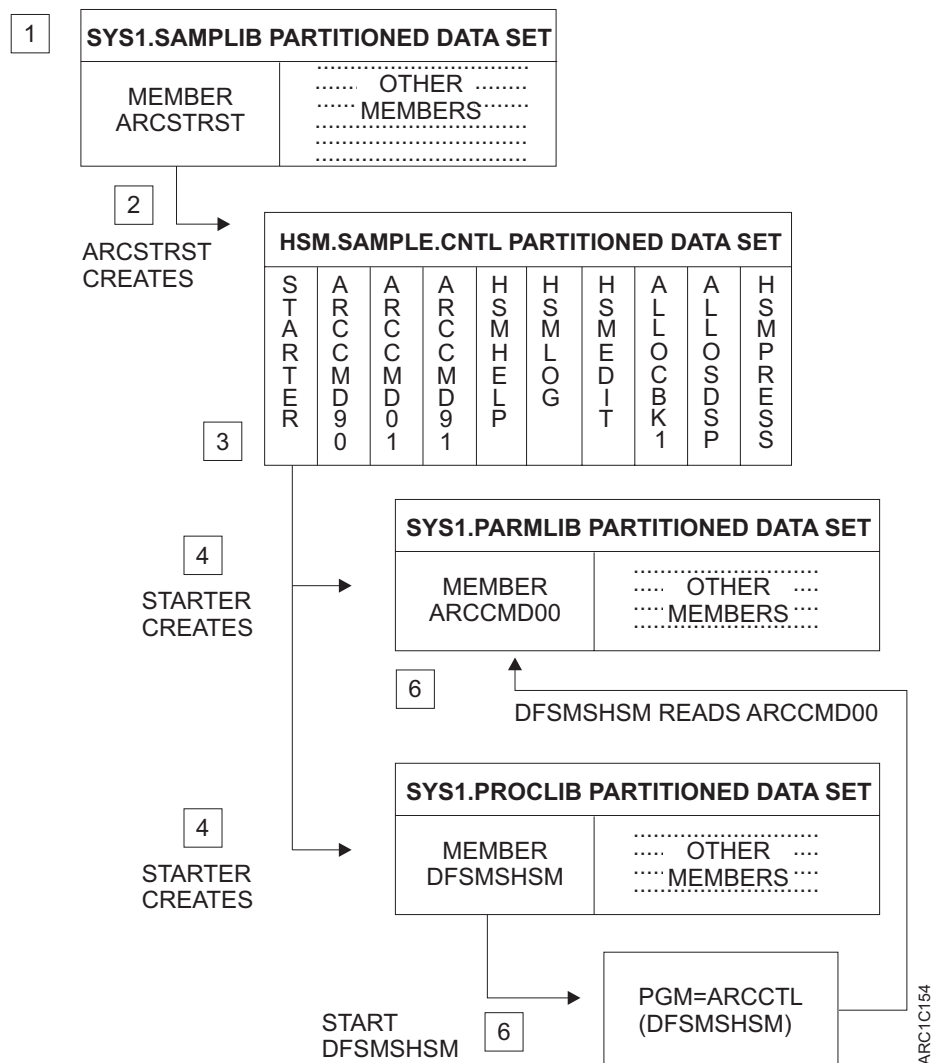 1
SYS1.SAMPLIB PARTITIONED DATA SET
MEMBER
ARCSTRST
OTHER
MEMBERS
2
ARCSTRST
CREATES
HSM.SAMPLE.CNTL PARTITIONED DATA SET
STARTER
ARCCMD90
ARCCMD01
ARCCMD91
HSMHELP
HSMLOG
HSMEDIT
ALLOCBK1
ALLOSDSP
HSMPRESS
3
SYS1.PARMLIB PARTITIONED DATA SET
4
STARTER
CREATES
MEMBER
ARCCMD00
OTHER
MEMBERS
6
DFSMSHSM READS ARCCMD00
SYS1.PROCLIB PARTITIONED DATA SET
4
STARTER
CREATES
MEMBER
DFSMSHSM
OTHER
MEMBERS
START
DFSMSHSM
6
PGM=ARCCTL
(DFSMSHSM)
ARC1C154